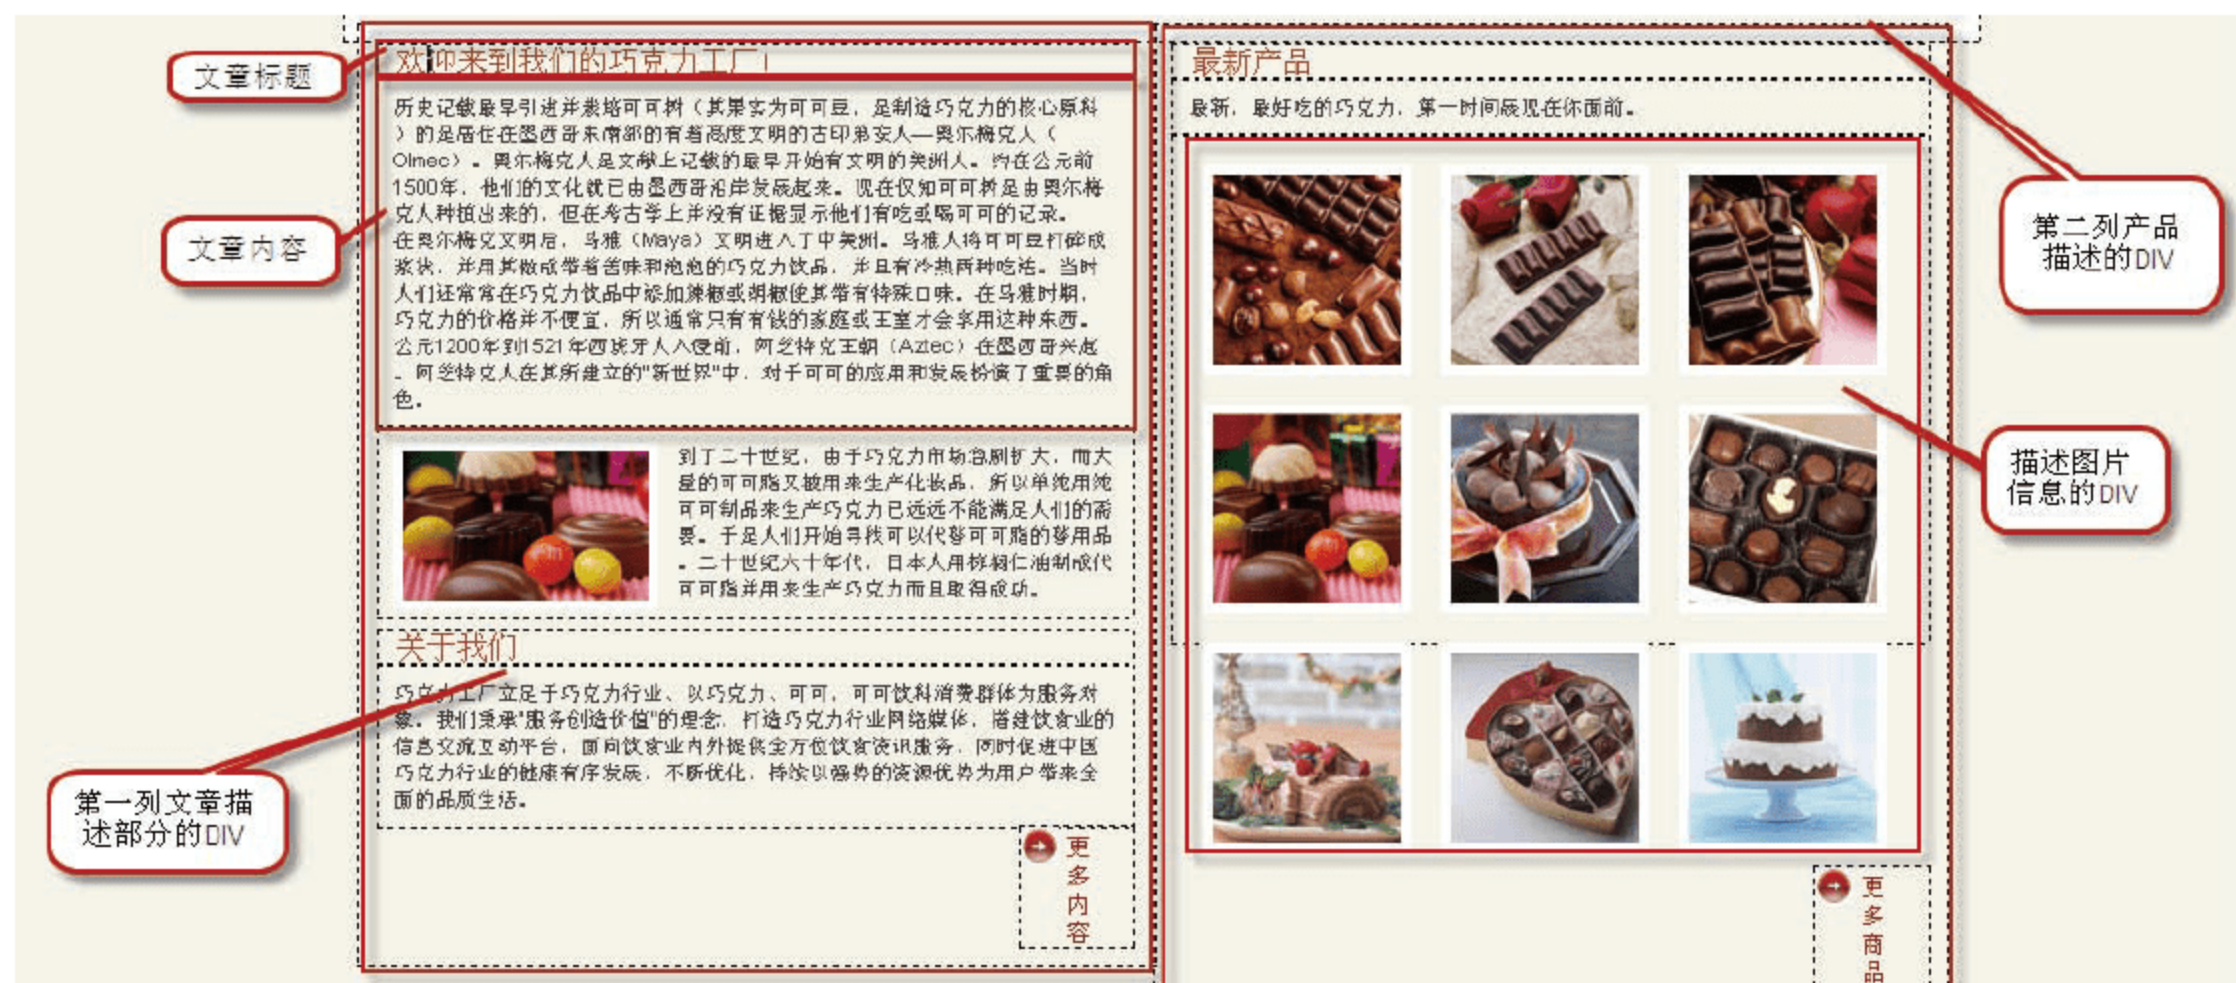 文章标题
文章内容
第一列文章描
述部分的DIV
欢迎来到我们的巧克力工厂!
历史记载最早引进并栽培可可树（其果实为可可豆，是制造巧克力的核心原料
）的是居住在墨西哥东南部的有着高度文明的古印弟安人—奥尔梅克人（
Olmec）。奥尔梅克人是文献上记载的最早开始有文明的美洲人。约在公元前
1500年，他们的文化就已由墨西哥沿岸发展起来。现在仅知可可树是由奥尔梅
克人种植出来的，但在考古学上并没有证据显示他们有吃或喝可可的记录。
在奥尔梅克文明后，马雅（Maya）文明进入了中美洲。马雅人将可可豆打碎成
浆状，并用其做成带着苦味和泡泡的巧克力饮品，并且有冷热两种吃法。当时
人们还常常在巧克力饮品中添加辣椒或胡椒使其带有特殊口味。在马雅时期，
巧克力的价格并不便宜，所以通常只有有钱的家庭或王室才会享用这种东西。
公元1200年到1521年西班牙人入侵前，阿兹特克王朝（Aztec）在墨西哥兴起
。阿兹特克人在其所建立的"新世界"中，对于可可的应用和发展扮演了重要的角
色。
到了二十世纪，由于巧克力市场急剧扩大，而大
量的可可脂又被用来生产化妆品，所以单纯用纯
可可制品来生产巧克力已远远不能满足人们的需
要。于是人们开始寻找可以代替可可脂的替用品
。二十世纪六十年代，日本人用棕榈仁油制成代
可可脂并用来生产巧克力而且取得成功。
关于我们
巧克力工厂立足于巧克力行业、以巧克力、可可，可可饮料消费群体为服务对
象。我们秉承"服务创造价值"的理念，打造巧克力行业网络媒体，搭建饮食业的
信息交流互动平台，面向饮食业内外提供全方位饮食资讯服务，同时促进中国
巧克力行业的健康有序发展，不断优化，持续以强势的资源优势为用户带来全
面的品质生活。
更
多
内
容
最新产品
最新，最好吃的巧克力，第一时间展现在你面前。
更
多
商
品
第二列产品
描述的DIV
描述图片
信息的DIV